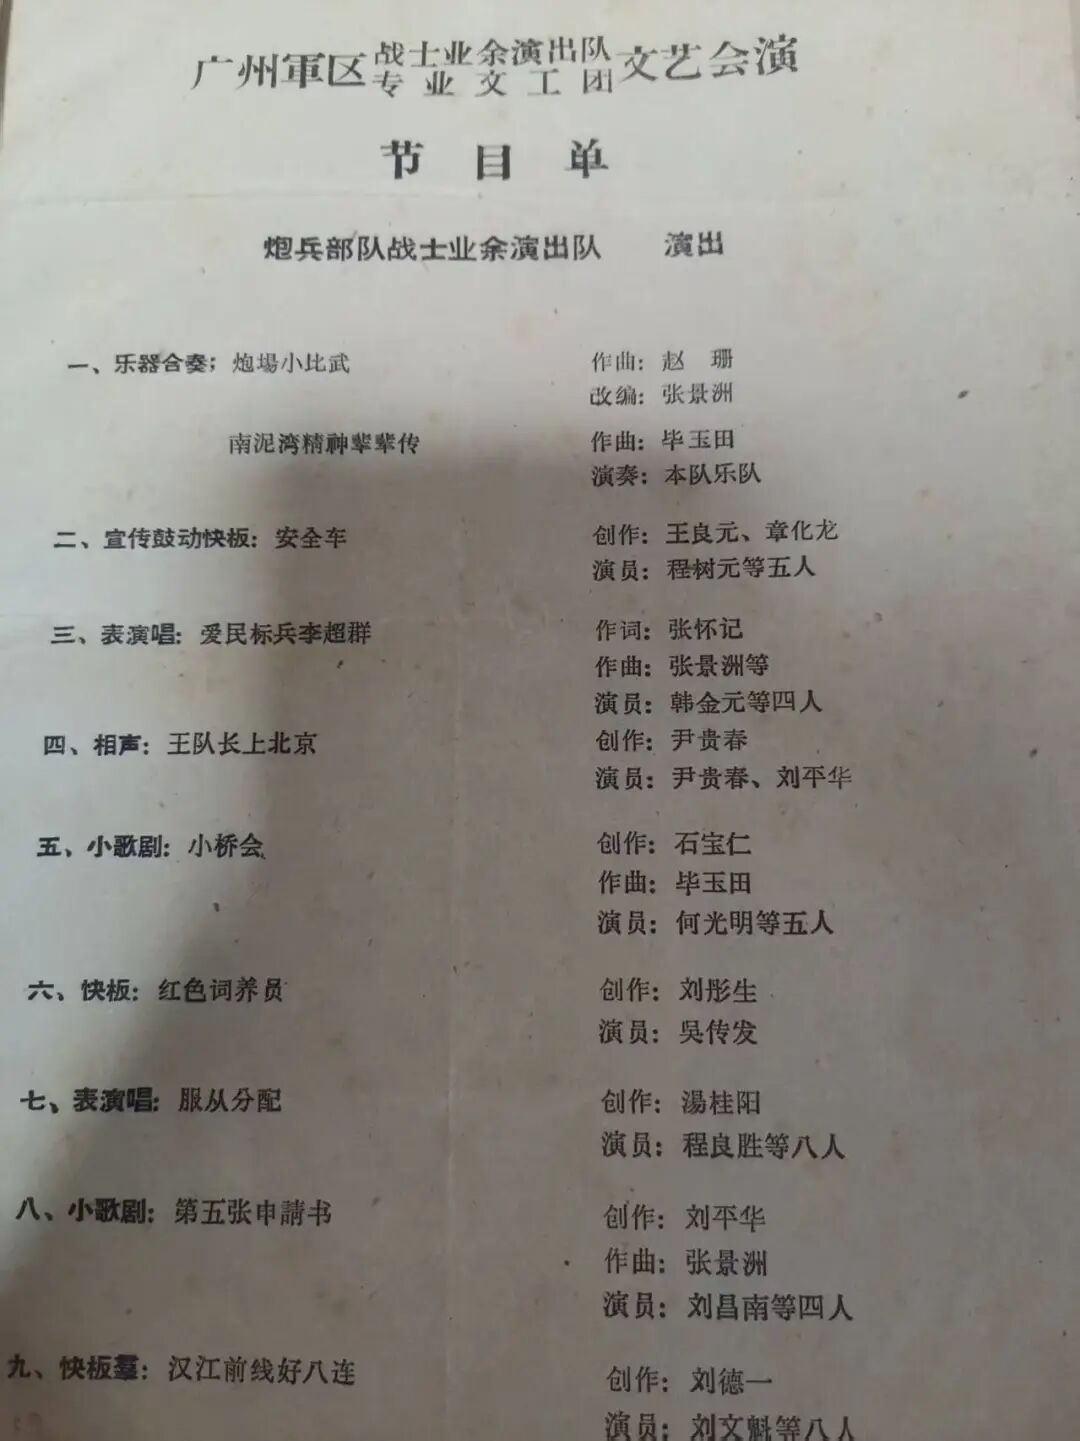 广州軍区战士业余演出队文艺会演
专业文工团
节目单
炮兵部队战士业余演出队 演出
一、乐器合奏；炮場小比武 作曲：赵珊
改编：张景洲
南泥湾精神辈辈传 作曲：毕玉田
演奏：本队乐队
二、宣传鼓动快板：安全车 创作：王良元、章化龙
演员：程树元等五人
三、表演唱：爱民标兵李超群 作词：张怀记
作曲：张景洲等
演员：韩金元等四人
四、相声：王队长上北京 创作：尹贵春
演员：尹贵春、刘平华
五、小歌剧：小桥会 创作：石宝仁
作曲：毕玉田
演员：何光明等五人
六、快板：红色词养员 创作：刘彤生
演员：吳传发
七、表演唱：服从分配 创作：湯桂阳
演员：程良胜等八人
八、小歌剧：第五张申請书 创作：刘平华
作曲：张景洲
演员：刘昌南等四人
九、快板羣：汉江前线好八连 创作：刘德一
演员：刘文魁等八人